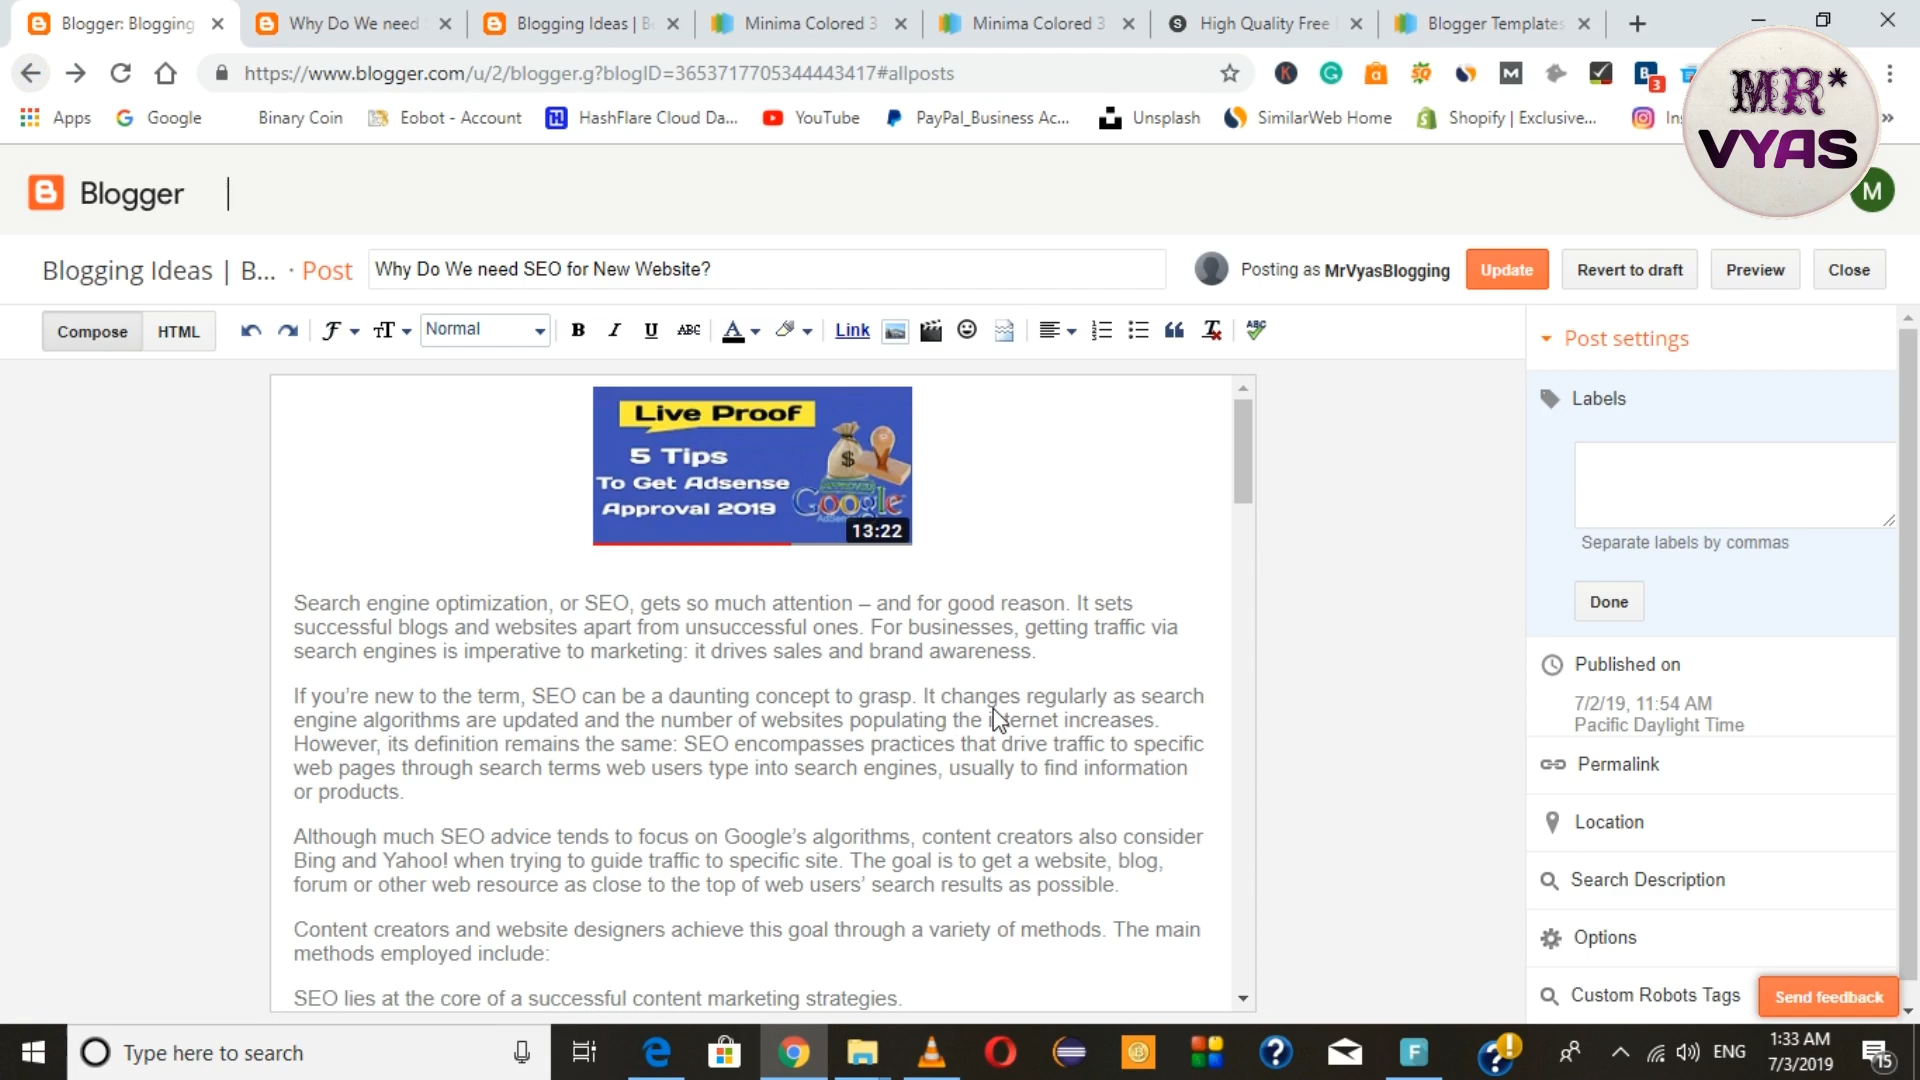 Blogger: Blogging
Why Do We need
Blogging Ideas | B
Minima Colored 3
Minima Colored 3
High Quality Free
Blogger Templates
https://www.blogger.com/u/2/blogger.g?blogID=3653717705344443417#allposts
Apps
Google
Binary Coin
Eobot - Account
HashFlare Cloud Da...
YouTube
PayPal_Business Ac...
Unsplash
SimilarWeb Home
Shopify | Exclusive...
MR*
VYAS
Blogger
M
Blogging Ideas | B... · Post
Why Do We need SEO for New Website?
Posting as MrVyasBlogging
Update
Revert to draft
Preview
Close
Compose
HTML
Normal
B I U ABC
Link
Post settings
Labels
Separate labels by commas
Done
Published on
7/2/19, 11:54 AM
Pacific Daylight Time
Permalink
Location
Search Description
Options
Custom Robots Tags
Send feedback
Live Proof
5 Tips
To Get Adsense
Approval 2019
Google
13:22
Search engine optimization, or SEO, gets so much attention – and for good reason. It sets
successful blogs and websites apart from unsuccessful ones. For businesses, getting traffic via
search engines is imperative to marketing: it drives sales and brand awareness.
If you’re new to the term, SEO can be a daunting concept to grasp. It changes regularly as search
engine algorithms are updated and the number of websites populating the internet increases.
However, its definition remains the same: SEO encompasses practices that drive traffic to specific
web pages through search terms web users type into search engines, usually to find information
or products.
Although much SEO advice tends to focus on Google’s algorithms, content creators also consider
Bing and Yahoo! when trying to guide traffic to specific site. The goal is to get a website, blog,
forum or other web resource as close to the top of web users’ search results as possible.
Content creators and website designers achieve this goal through a variety of methods. The main
methods employed include:
SEO lies at the core of a successful content marketing strategies.
Type here to search
ENG
1:33 AM
7/3/2019
15